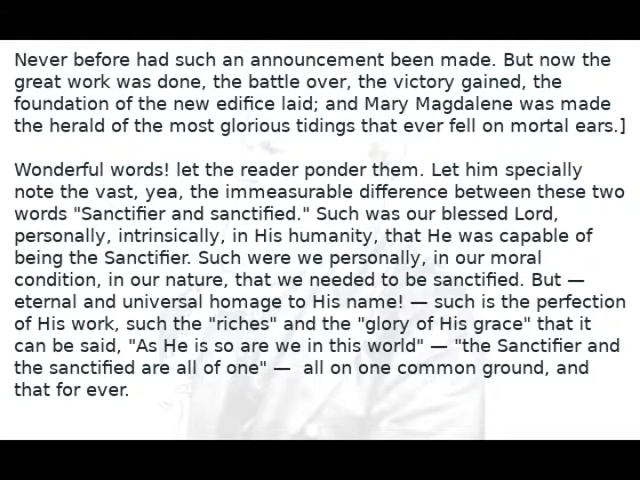 Never before had such an announcement been made. But now the
great work was done, the battle over, the victory gained, the
foundation of the new edifice laid; and Mary Magdalene was made
the herald of the most glorious tidings that ever fell on mortal ears.]
Wonderful words! let the reader ponder them. Let him specially
note the vast, yea, the immeasurable difference between these two
words "Sanctifier and sanctified." Such was our blessed Lord,
personally, intrinsically, in His humanity, that He was capable of
being the Sanctifier. Such were we personally, in our moral
condition, in our nature, that we needed to be sanctified. But —
eternal and universal homage to His name! — such is the perfection
of His work, such the "riches" and the "glory of His grace" that it
can be said, "As He is so are we in this world" — "the Sanctifier and
the sanctified are all of one" —  all on one common ground, and
that for ever.